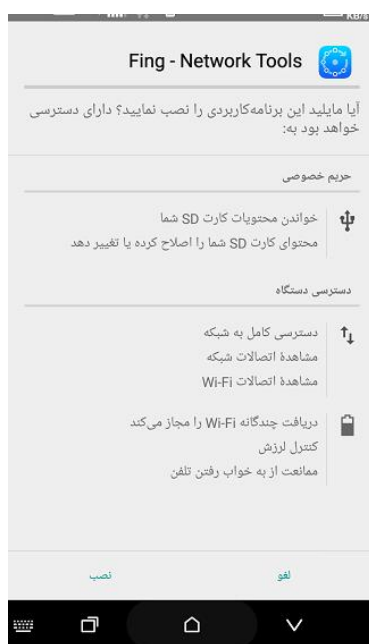 KB/s
Fing - Network Tools
آیا مایلید این برنامه‌کاربردی را نصب نمایید؟ دارای دسترسی
خواهد بود به:
حریم خصوصی
خواندن محتویات کارت SD شما
محتوای کارت SD شما را اصلاح کرده یا تغییر دهد
دسترسی دستگاه
دسترسی کامل به شبکه
مشاهدهٔ اتصالات شبکه
مشاهدهٔ اتصالات Wi-Fi
دریافت چندگانه Wi-Fi را مجاز می‌کند
کنترل لرزش
ممانعت از به خواب رفتن تلفن
لغو
نصب